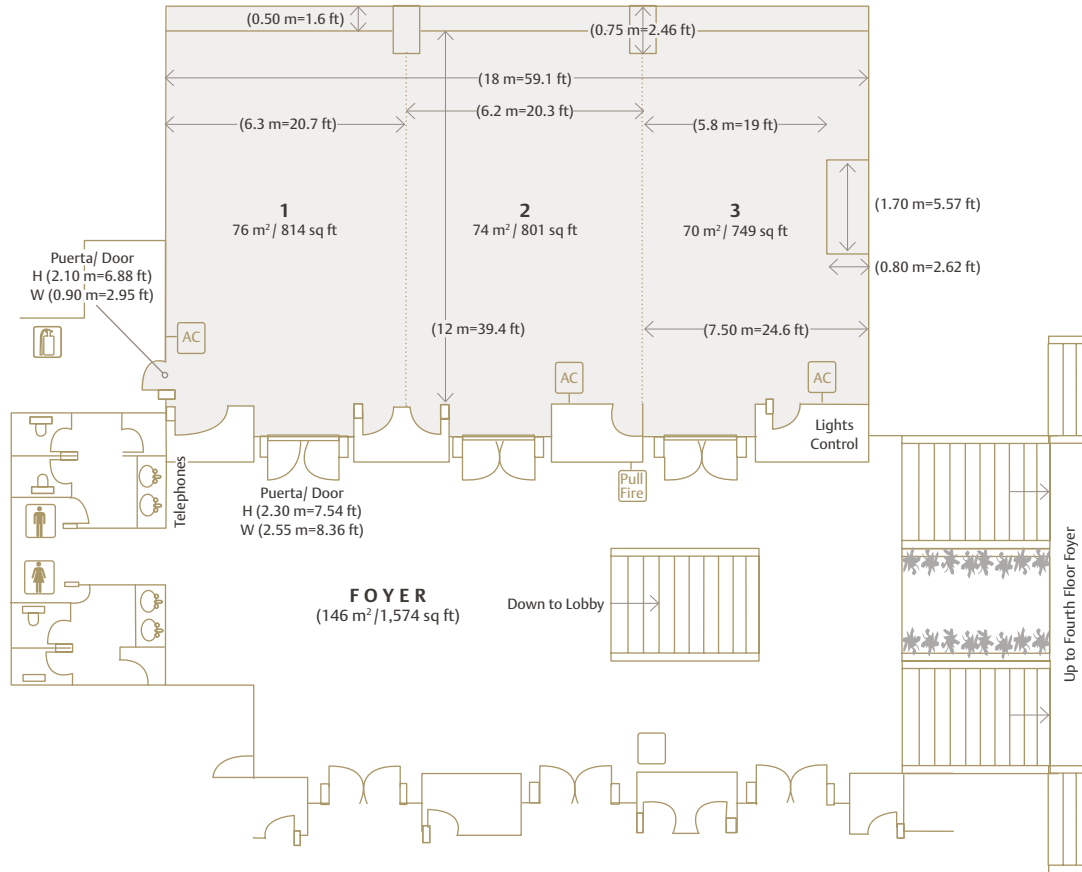 (0.50 m=1.6 ft)
(0.75 m=2.46 ft)
(18 m=59.1 ft)
(6.3 m=20.7 ft)
(6.2 m=20.3 ft)
(5.8 m=19 ft)
1
76 m²/ 814 sq ft
2
74 m²/ 801 sq ft
3
70 m²/ 749 sq ft
(1.70 m=5.57 ft)
(0.80 m=2.62 ft)
Puerta/ Door
H (2.10 m=6.88 ft)
W (0.90 m=2.95 ft)
(12 m=39.4 ft)
(7.50 m=24.6 ft)
AC
AC
AC
Lights
Control
Telephones
Pull
Fire
Puerta/ Door
H (2.30 m=7.54 ft)
W (2.55 m=8.36 ft)
FOYER
(146 m²/1,574 sq ft)
Down to Lobby
Up to Fourth Floor Foyer